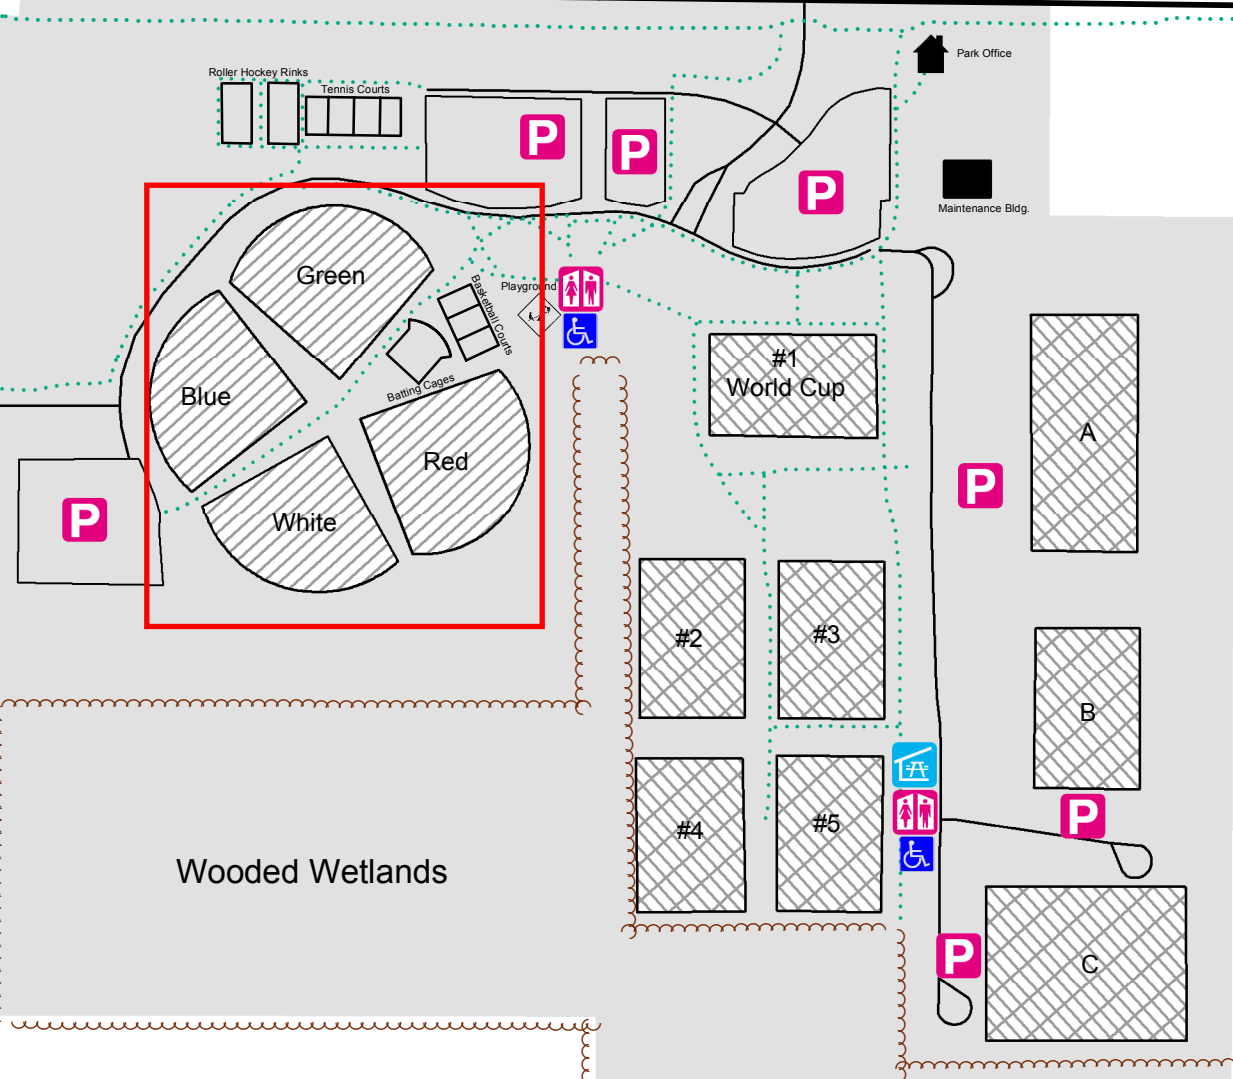 Park Office
Roller Hockey Rinks
Tennis Courts
P
P
P
Maintenance Bldg.
Green
Playground
Basketball Courts
#1
World Cup
Blue
Batting Cages
A
Red
P
P
White
#2
#3
B
P
#4
#5
Wooded Wetlands
P
C